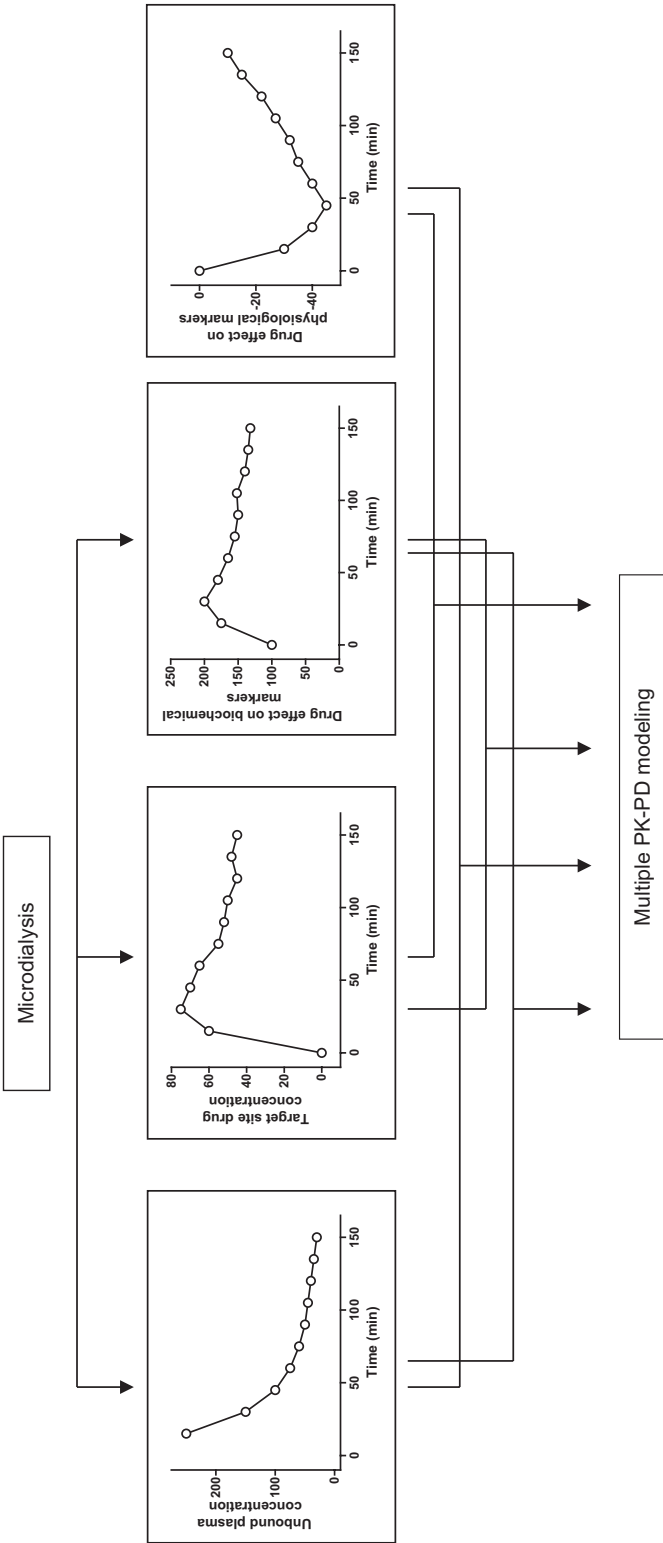 Microdialysis
Unbound plasma
concentration
200
100
0
0
50
100
150
Time (min)
Target site drug
concentration
80
60
40
20
0
0
50
100
150
Time (min)
Drug effect on biochemical
markers
250
200
150
100
50
0
0
50
100
150
Time (min)
Drug effect on
physiological markers
0
-20
-40
0
50
100
150
Time (min)
Multiple PK-PD modeling